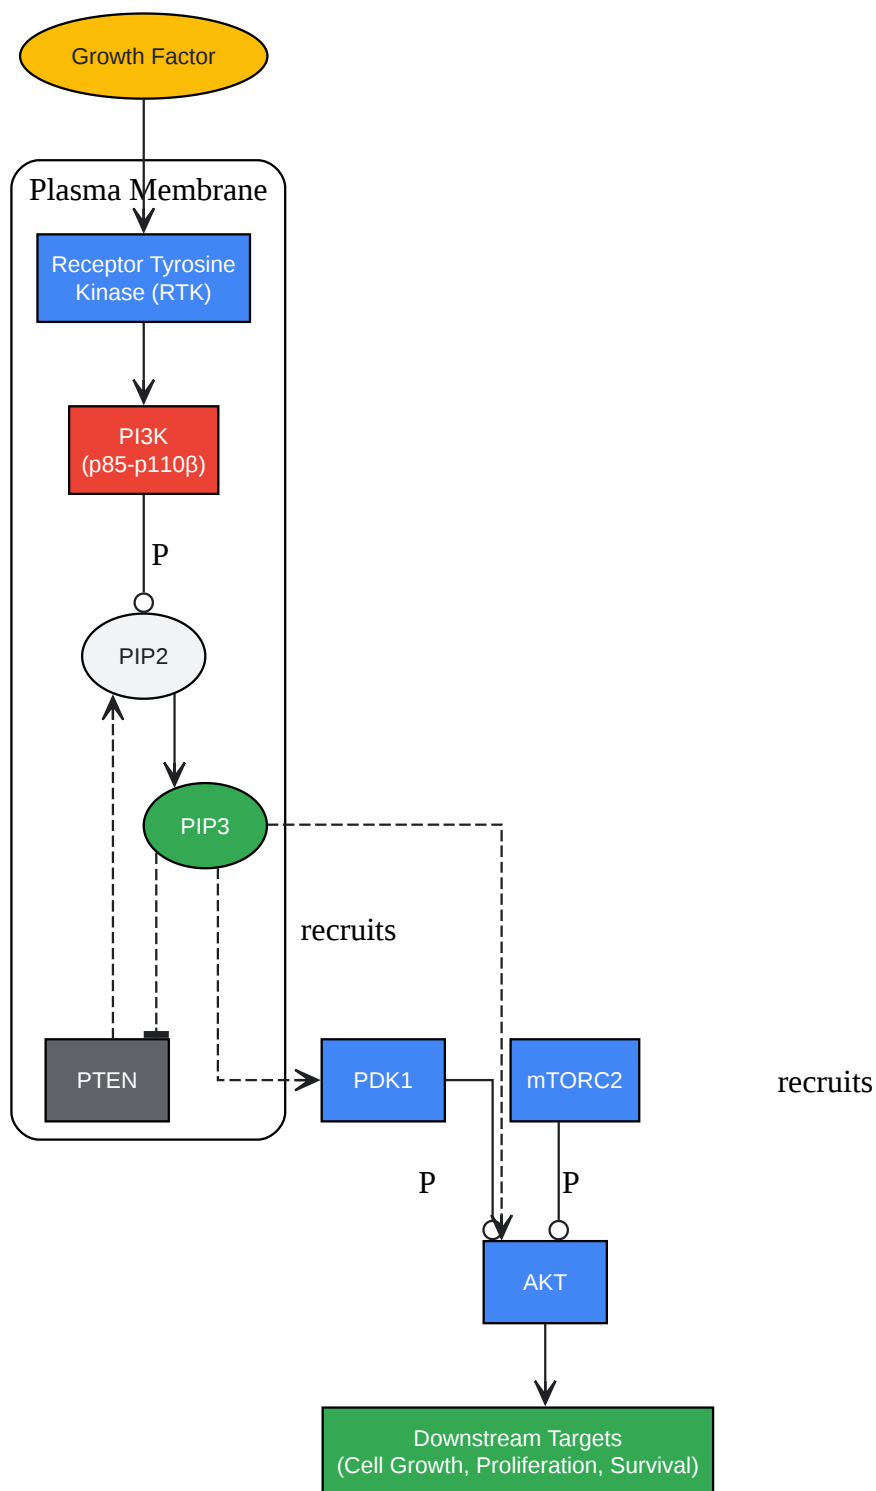 Growth Factor
Plasma Membrane
Receptor Tyrosine
Kinase (RTK)
PI3K
(p85-p110β)
P
PIP2
PIP3
recruits
PTEN
PDK1
mTORC2
recruits
P
P
AKT
Downstream Targets
(Cell Growth, Proliferation, Survival)